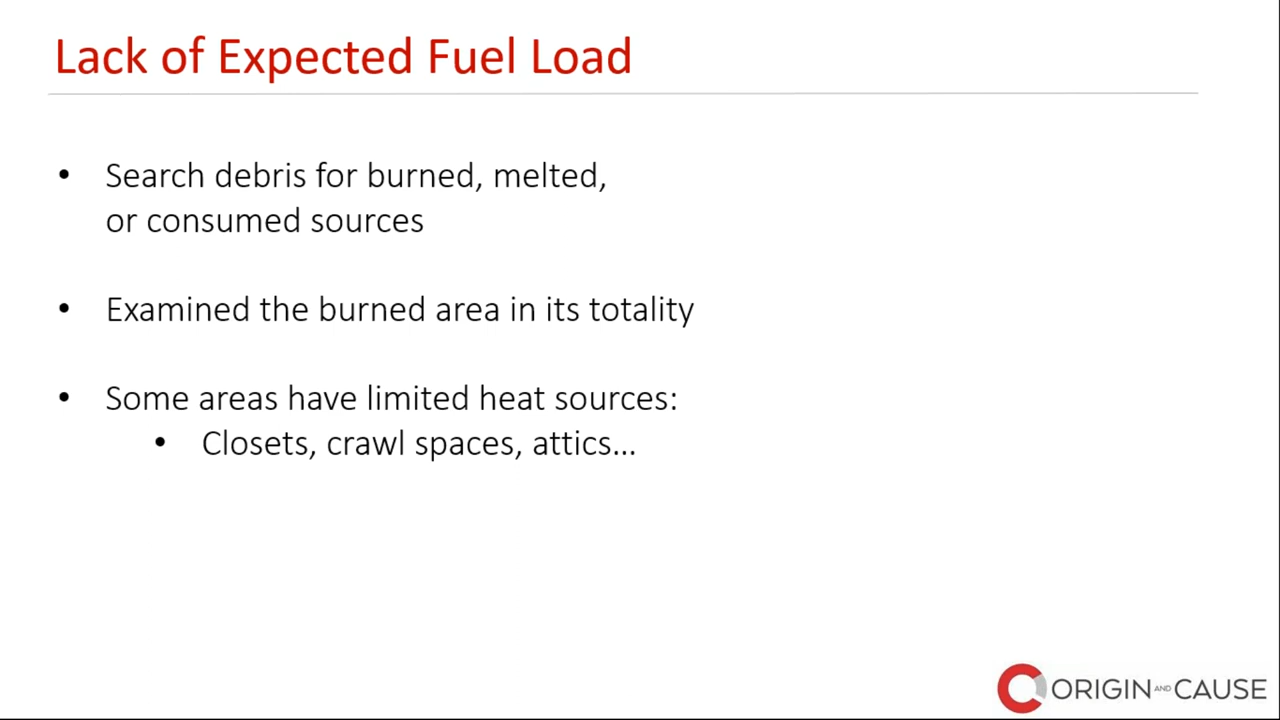 Lack of Expected Fuel Load
• Search debris for burned, melted,
or consumed sources
• Examined the burned area in its totality
• Some areas have limited heat sources:
• Closets, crawl spaces, attics...
ORIGIN AND CAUSE